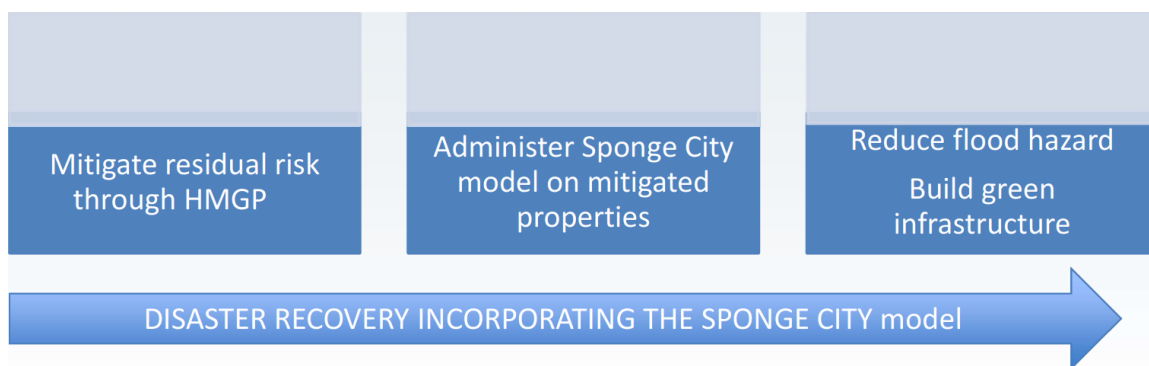 Mitigate residual risk
through HMGP
Administer Sponge City
model on mitigated
properties
Reduce flood hazard
Build green
infrastructure
DISASTER RECOVERY INCORPORATING THE SPONGE CITY model